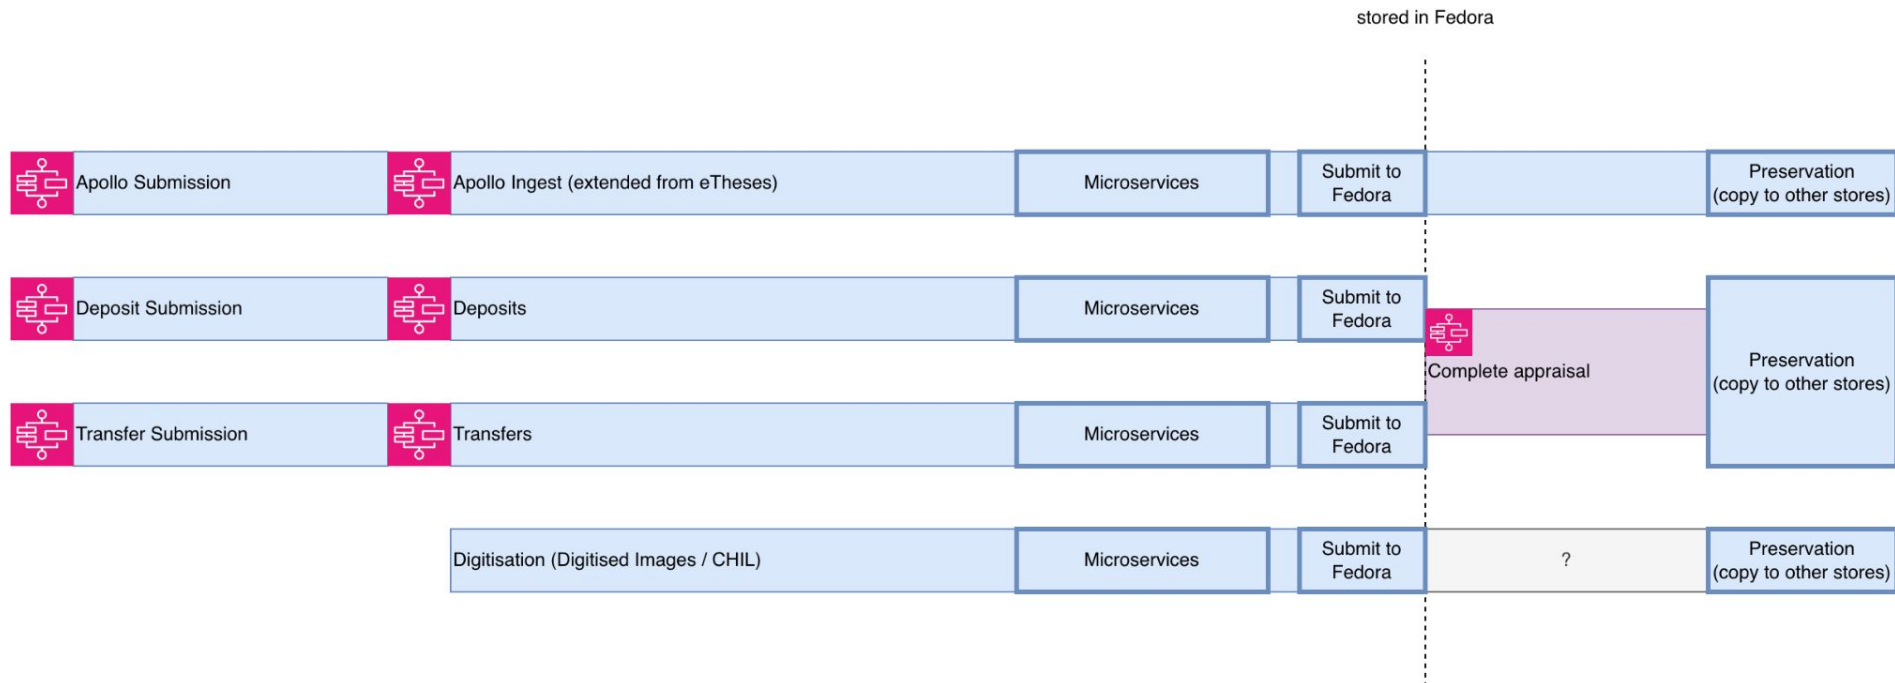 stored in Fedora
Apollo Submission
Apollo Ingest (extended from eTheses)
Microservices
Submit to
Fedora
Preservation
(copy to other stores)
Deposit Submission
Deposits
Microservices
Submit to
Fedora
Complete appraisal
Preservation
(copy to other stores)
Transfer Submission
Transfers
Microservices
Submit to
Fedora
Digitisation (Digitised Images / CHIL)
Microservices
Submit to
Fedora
?
Preservation
(copy to other stores)